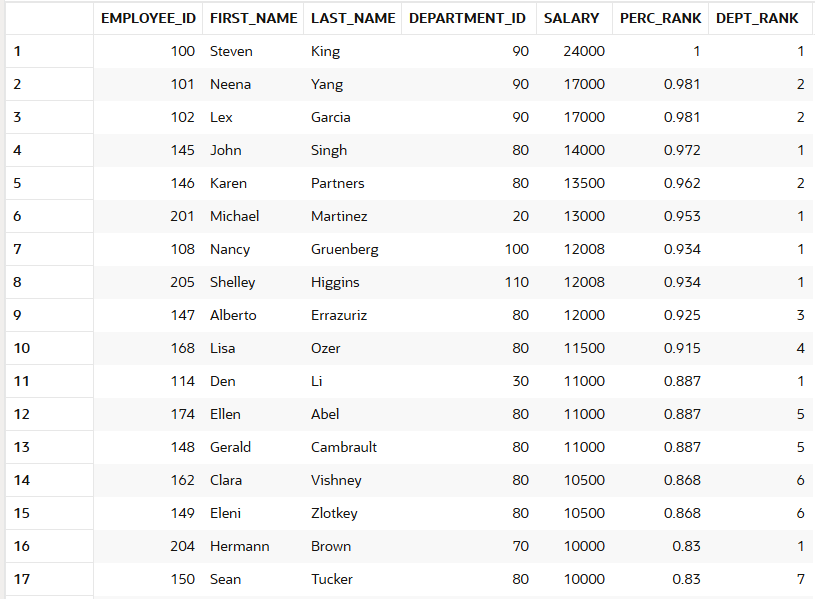 EMPLOYEE_ID FIRST_NAME LAST_NAME DEPARTMENT_ID SALARY PERC_RANK DEPT_RANK
1 100 Steven King 90 24000 1 1
2 101 Neena Yang 90 17000 0.981 2
3 102 Lex Garcia 90 17000 0.981 2
4 145 John Singh 80 14000 0.972 1
5 146 Karen Partners 80 13500 0.962 2
6 201 Michael Martinez 20 13000 0.953 1
7 108 Nancy Gruenberg 100 12008 0.934 1
8 205 Shelley Higgins 110 12008 0.934 1
9 147 Alberto Errazuriz 80 12000 0.925 3
10 168 Lisa Ozer 80 11500 0.915 4
11 114 Den Li 30 11000 0.887 1
12 174 Ellen Abel 80 11000 0.887 5
13 148 Gerald Cambrault 80 11000 0.887 5
14 162 Clara Vishney 80 10500 0.868 6
15 149 Eleni Zlotkey 80 10500 0.868 6
16 204 Hermann Brown 70 10000 0.83 1
17 150 Sean Tucker 80 10000 0.83 7